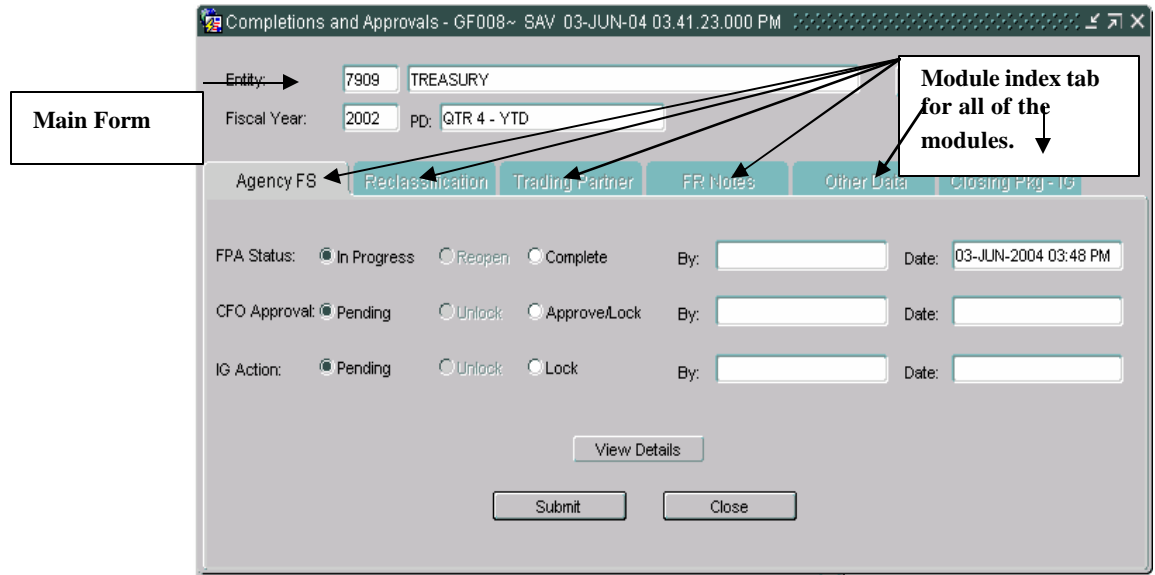 Completions and Approvals - GF008~ SAV 03-JUN-04 03.41.23.000 PM
Entity: 7909 TREASURY
Module index tab
for all of the
modules.
Main Form
Fiscal Year: 2002 PD: QTR 4 - YTD
Agency FS Reclassification Trading Partner FR Notes Other Data Closing Pkg - IG
FPA Status: In Progress Reopen Complete By: Date: 03-JUN-2004 03:48 PM
CFO Approval: Pending Unlock Approve/Lock By: Date:
IG Action: Pending Unlock Lock By: Date:
View Details
Submit Close